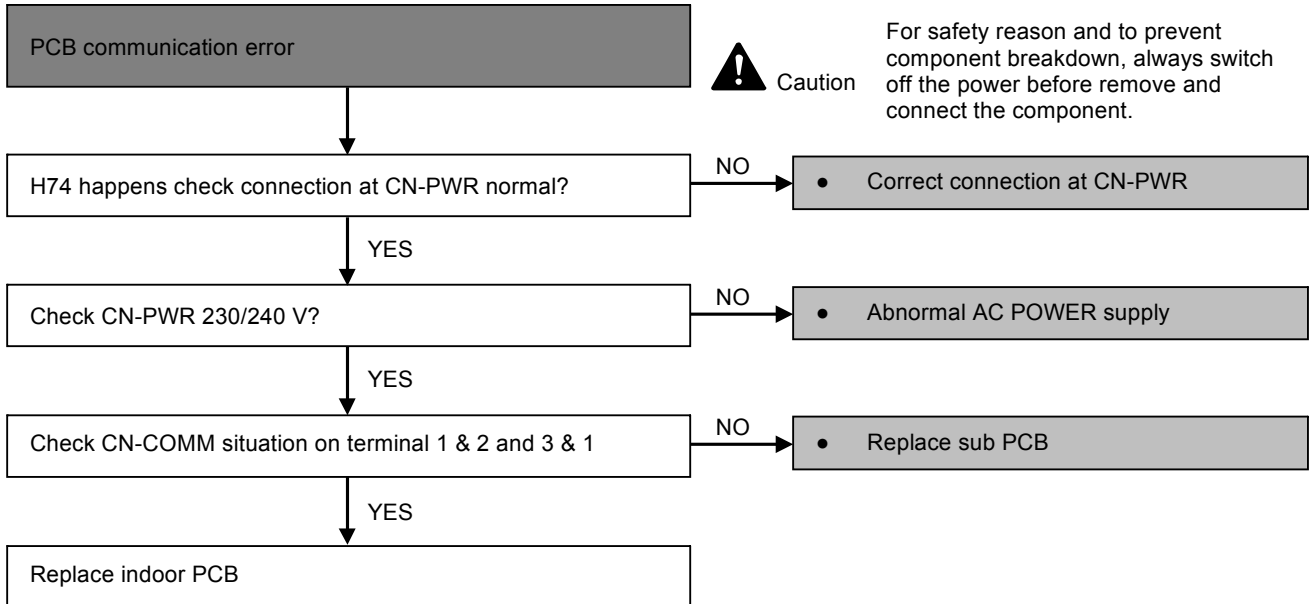 PCB communication error
Caution
For safety reason and to prevent
component breakdown, always switch
off the power before remove and
connect the component.
H74 happens check connection at CN-PWR normal?
NO
● Correct connection at CN-PWR
YES
Check CN-PWR 230/240 V?
NO
● Abnormal AC POWER supply
YES
Check CN-COMM situation on terminal 1 & 2 and 3 & 1
NO
● Replace sub PCB
YES
Replace indoor PCB